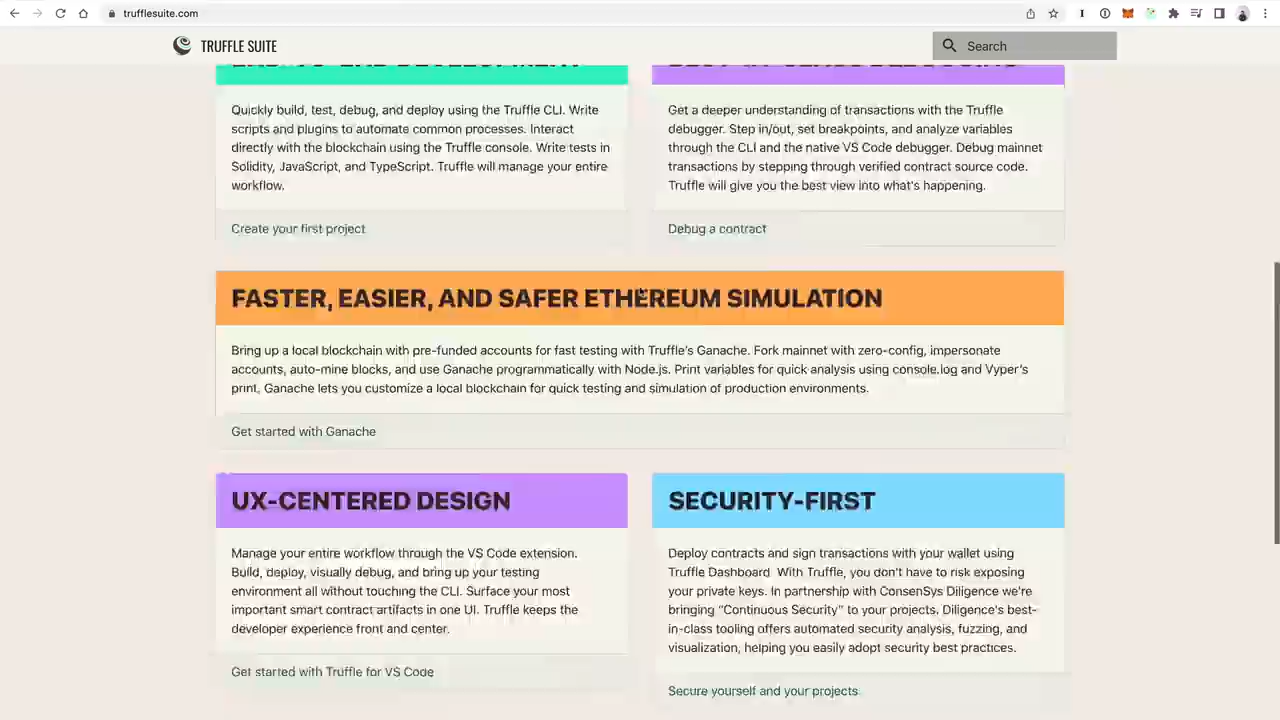 trufflesuite.com
TRUFFLE SUITE
Search
Quickly build, test, debug, and deploy using the Truffle CLI. Write
scripts and plugins to automate common processes. Interact
directly with the blockchain using the Truffle console. Write tests in
Solidity, JavaScript, and TypeScript. Truffle will manage your entire
workflow.
Create your first project
Get a deeper understanding of transactions with the Truffle
debugger. Step in/out, set breakpoints, and analyze variables
through the CLI and the native VS Code debugger. Debug mainnet
transactions by stepping through verified contract source code.
Truffle will give you the best view into what's happening.
Debug a contract
FASTER, EASIER, AND SAFER ETHEREUM SIMULATION
Bring up a local blockchain with pre-funded accounts for fast testing with Truffle's Ganache. Fork mainnet with zero-config, impersonate
accounts, auto-mine blocks, and use Ganache programmatically with Node.js. Print variables for quick analysis using console.log and Vyper's
print, Ganache lets you customize a local blockchain for quick testing and simulation of production environments.
Get started with Ganache
UX-CENTERED DESIGN
Manage your entire workflow through the VS Code extension.
Build, deploy, visually debug, and bring up your testing
environment all without touching the CLI. Surface your most
important smart contract artifacts in one UI. Truffle keeps the
developer experience front and center.
Get started with Truffle for VS Code
SECURITY-FIRST
Deploy contracts and sign transactions with your wallet using
Truffle Dashboard With Truffle, you don't have to risk exposing
your private keys. In partnership with ConsenSys Diligence we're
bringing “Continuous Security” to your projects. Diligence's best-
in-class tooling offers automated security analysis, fuzzing, and
visualization, helping you easily adopt security best practices.
Secure yourself and your projects